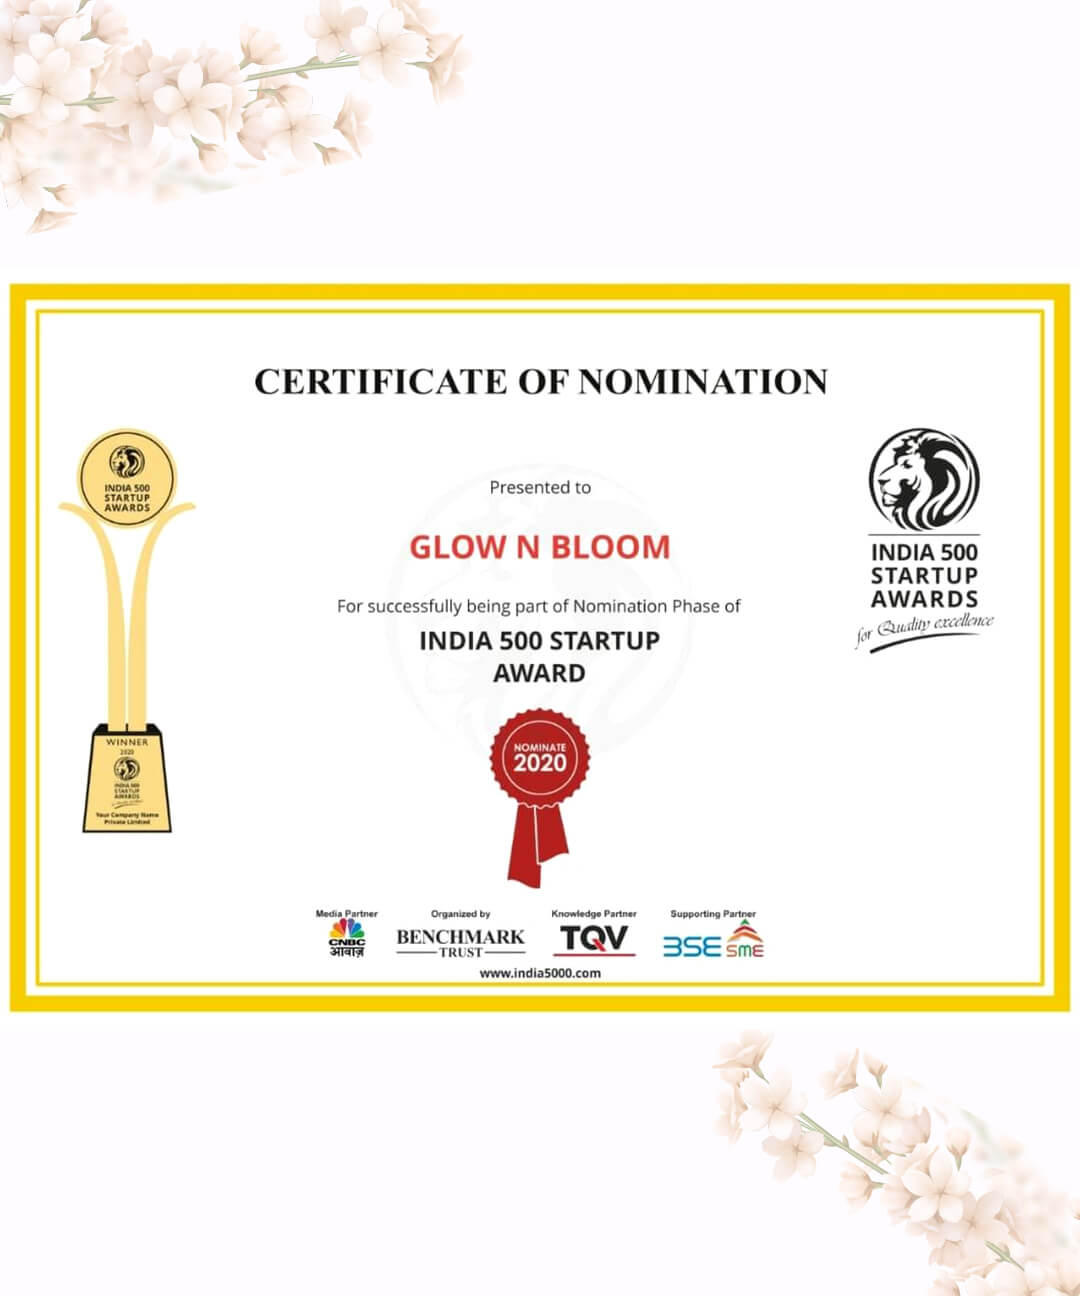 CERTIFICATE OF NOMINATION
INDIA 500
STARTUP
AWARDS
Presented to
GLOW N BLOOM
For successfully being part of Nomination Phase of
INDIA 500 STARTUP
AWARD
INDIA 500
STARTUP
AWARDS
for Quality excellence
NOMINATE
2020
WINNER
2020
INDIA 500
STARTUP
AWARDS
Your Company Name
Private Limited
Media Partner
CNBC
आवाज़
Organized by
BENCHMARK
TRUST
Knowledge Partner
TQV
Supporting Partner
BSE SME
www.india5000.com